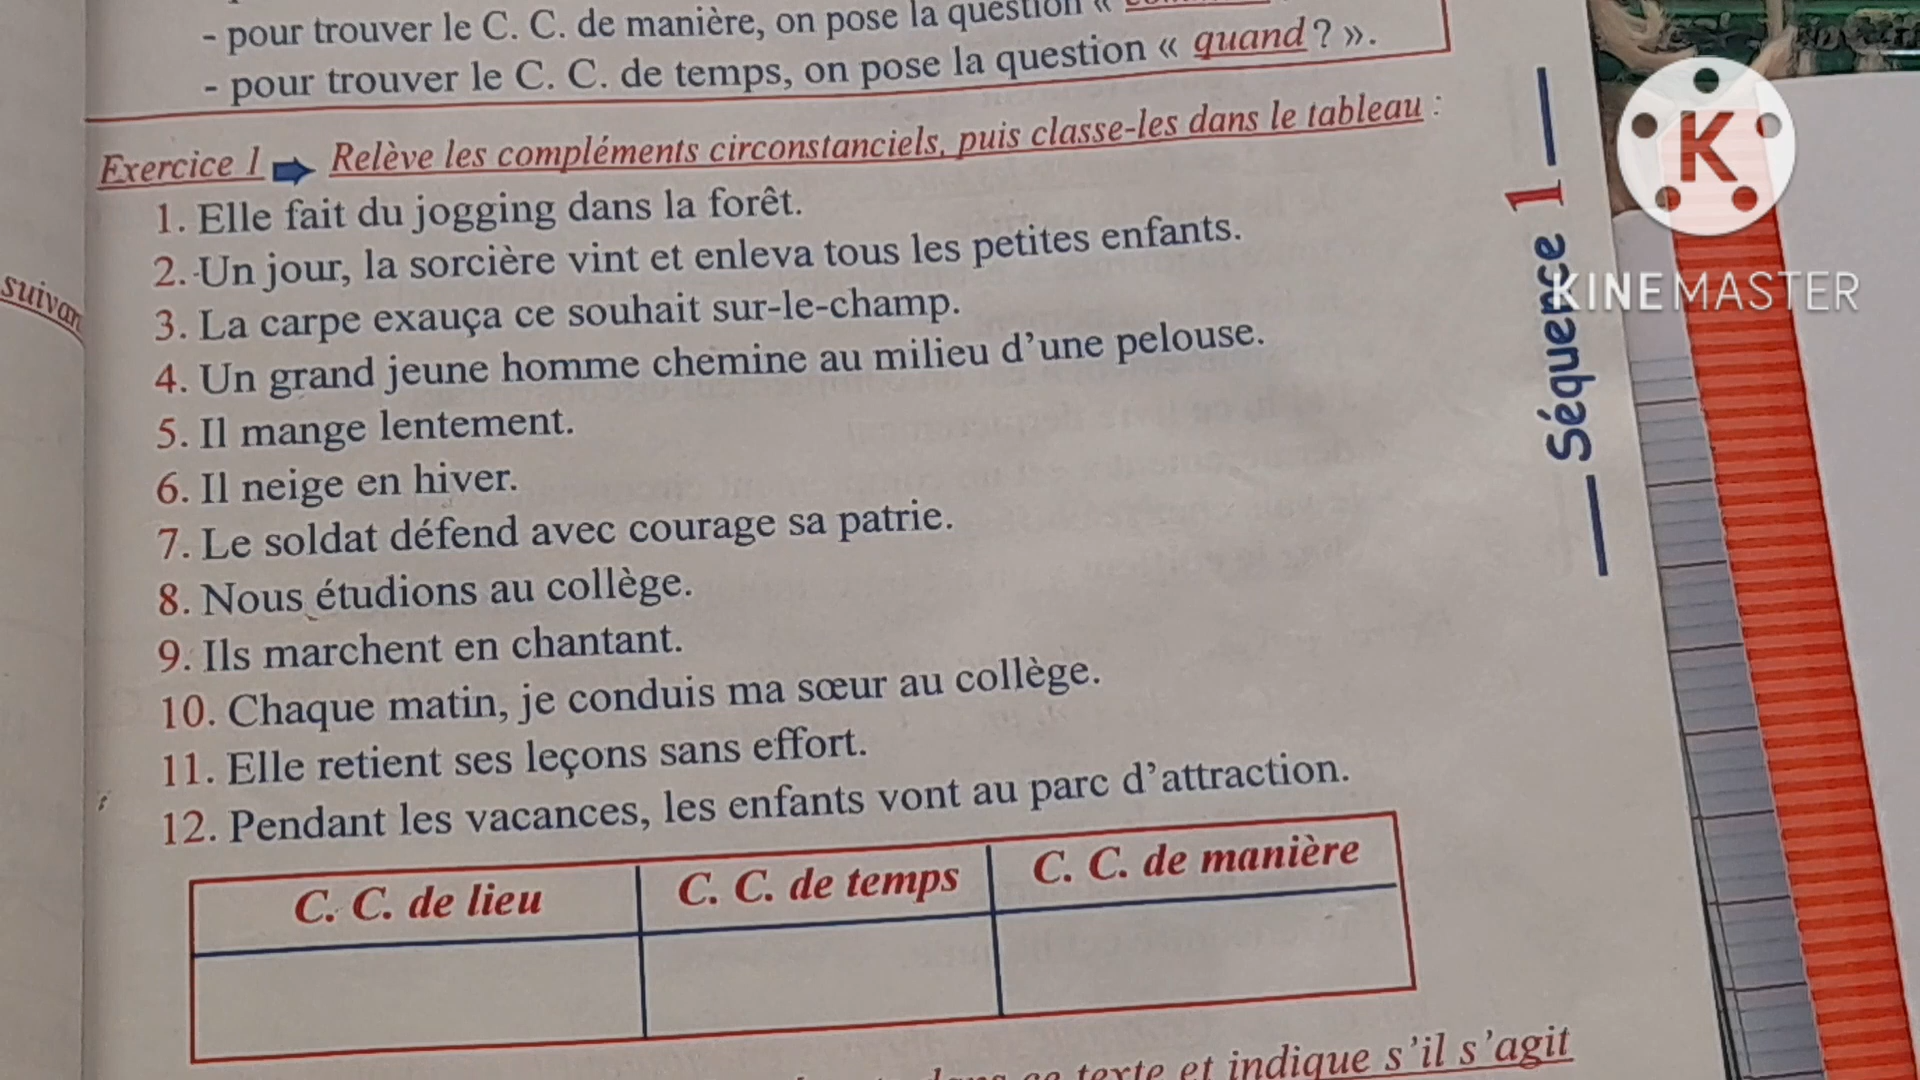 - pour trouver le C. C. de manière, on pose la question «
- pour trouver le C. C. de temps, on pose la question « quand ? ».
Exercice 1 Relève les compléments circonstanciels, puis classe-les dans le tableau :
1. Elle fait du jogging dans la forêt.
2. Un jour, la sorcière vint et enleva tous les petites enfants.
3. La carpe exauça ce souhait sur-le-champ.
4. Un grand jeune homme chemine au milieu d’une pelouse.
5. Il mange lentement.
6. Il neige en hiver.
7. Le soldat défend avec courage sa patrie.
8. Nous étudions au collège.
9. Ils marchent en chantant.
10. Chaque matin, je conduis ma sœur au collège.
11. Elle retient ses leçons sans effort.
12. Pendant les vacances, les enfants vont au parc d’attraction.
C. C. de lieu C. C. de temps C. C. de manière
texte et indique s’il s’agit
suivan
Séquence 1
K
KINEMASTER